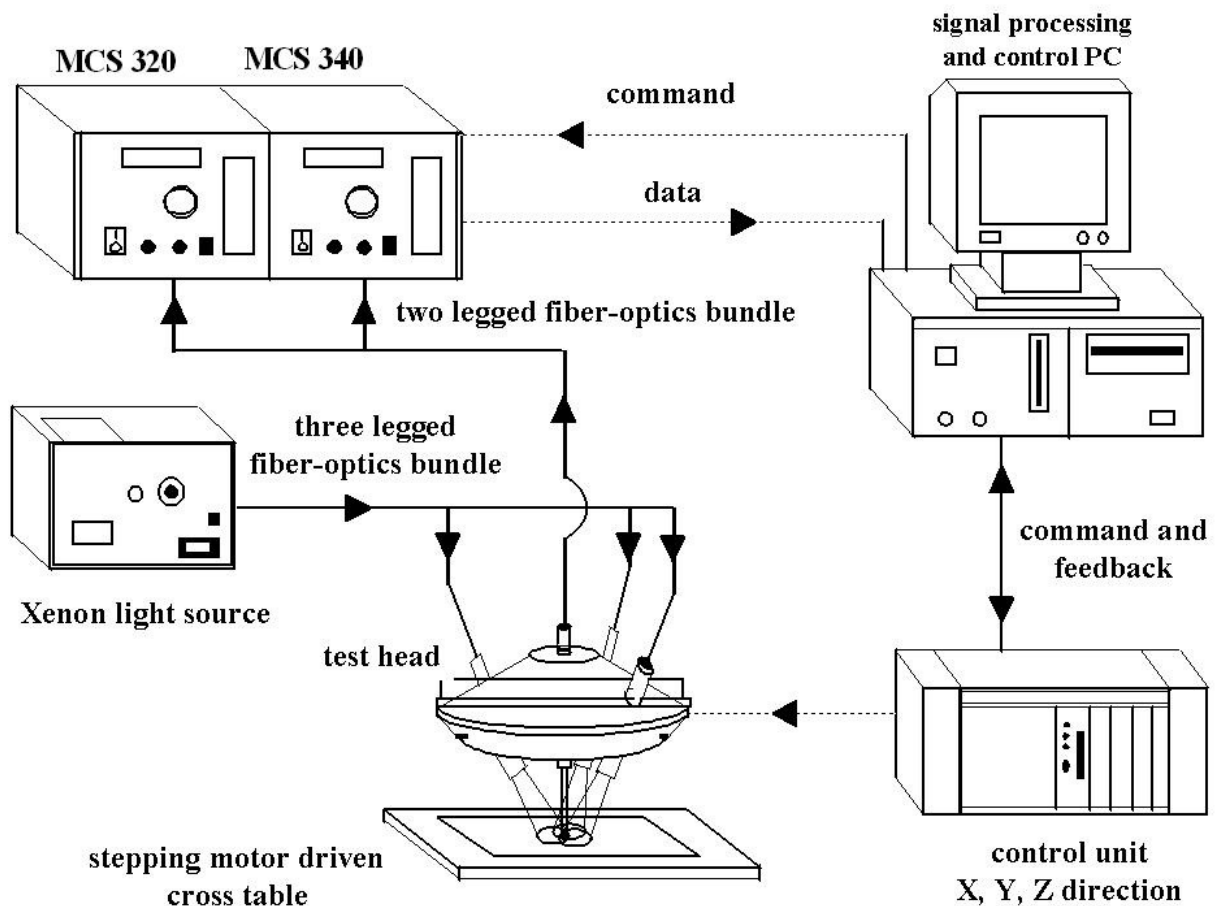 signal processing
and control PC
MCS 320
MCS 340
command
data
two legged fiber-optics bundle
three legged
fiber-optics bundle
command and
feedback
Xenon light source
test head
stepping motor driven
cross table
control unit
X, Y, Z direction